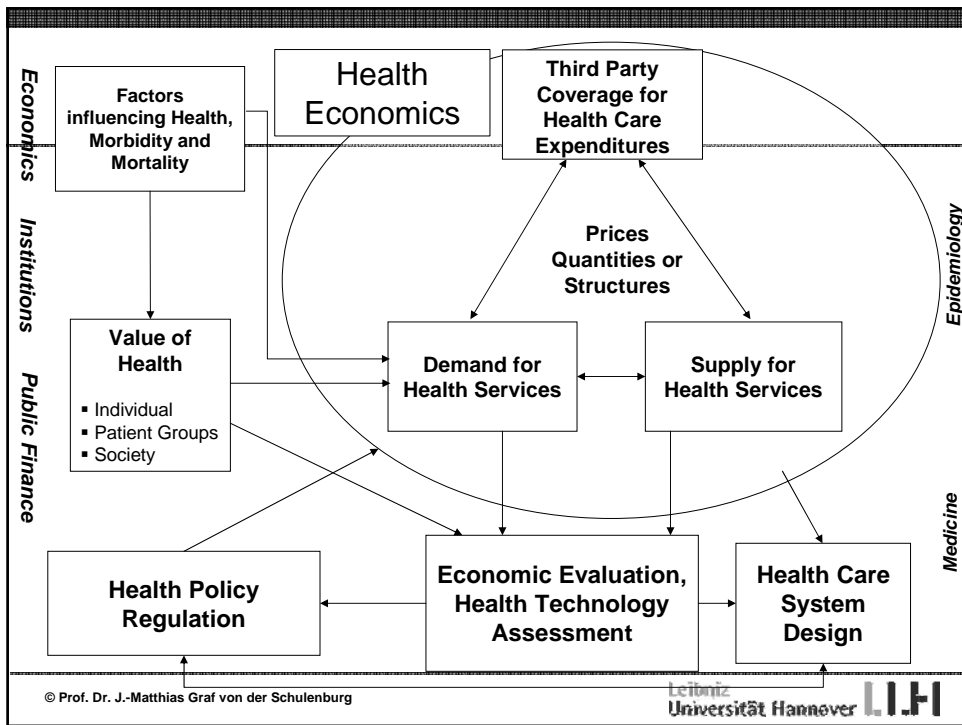 Health
Economics
Third Party
Coverage for
Health Care
Expenditures
Factors
influencing Health,
Morbidity and
Mortality
Economics
Institutions
Public Finance
Epidemiology
Medicine
Prices
Quantities or
Structures
Value of
Health
▪ Individual
▪ Patient Groups
▪ Society
Demand for
Health Services
Supply for
Health Services
Health Policy
Regulation
Economic Evaluation,
Health Technology
Assessment
Health Care
System
Design
© Prof. Dr. J.-Matthias Graf von der Schulenburg
Leibniz
Universität Hannover